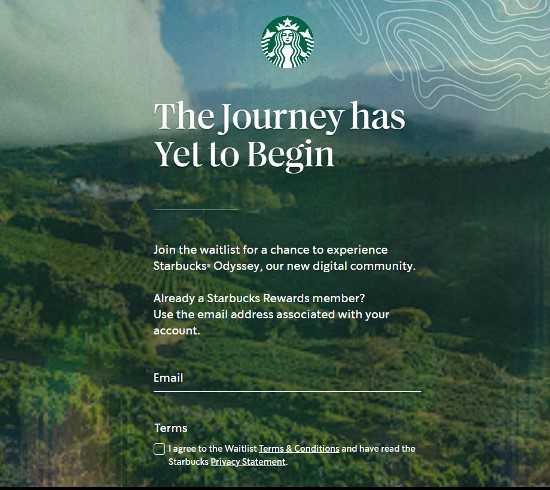 The Journey has
Yet to Begin
Join the waitlist for a chance to experience
Starbucks® Odyssey, our new digital community.
Already a Starbucks Rewards member?
Use the email address associated with your
account.
Email
Terms
I agree to the Waitlist Terms & Conditions and have read the
Starbucks Privacy Statement.